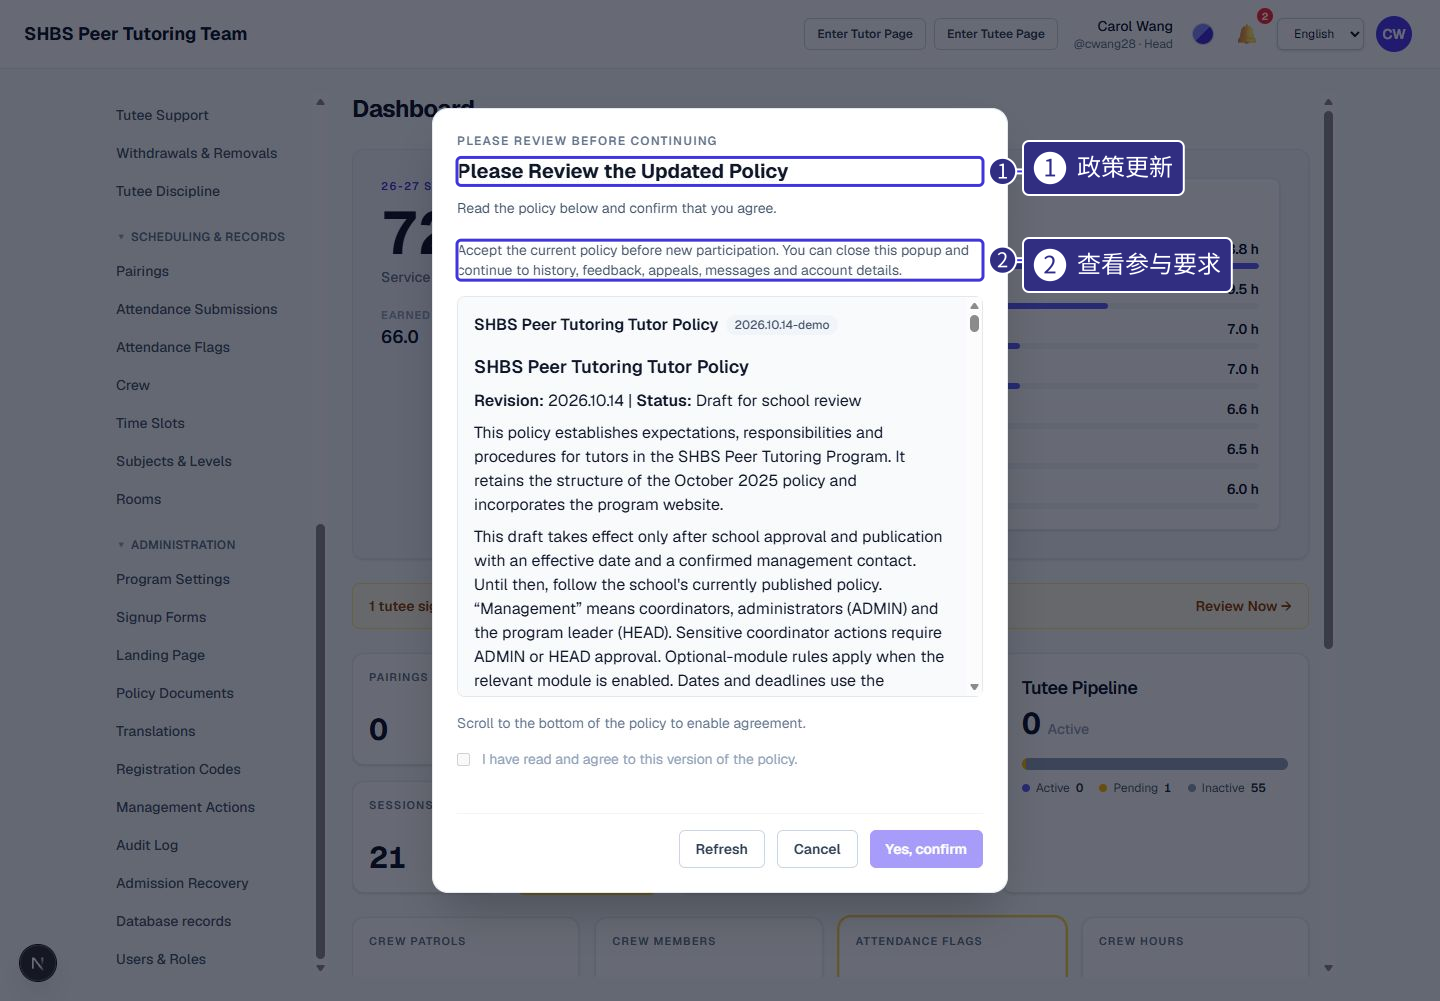 SHBS Peer Tutoring Team
Enter Tutor Page
Enter Tutee Page
Carol Wang
@cwang28 · Head
2
English
CW
Tutee Support
Withdrawals & Removals
Tutee Discipline
SCHEDULING & RECORDS
Pairings
Attendance Submissions
Attendance Flags
Crew
Time Slots
Subjects & Levels
Rooms
ADMINISTRATION
Program Settings
Signup Forms
Landing Page
Policy Documents
Translations
Registration Codes
Management Actions
Audit Log
Admission Recovery
Database records
Users & Roles
N
Dashboard
26-27 S
Service
EARNED
66.0
PLEASE REVIEW BEFORE CONTINUING
Please Review the Updated Policy
1
1 政策更新
Read the policy below and confirm that you agree.
Accept the current policy before new participation. You can close this popup and
continue to history, feedback, appeals, messages and account details.
2
2 查看参与要求
SHBS Peer Tutoring Tutor Policy 2026.10.14-demo
SHBS Peer Tutoring Tutor Policy
Revision: 2026.10.14 | Status: Draft for school review
This policy establishes expectations, responsibilities and
procedures for tutors in the SHBS Peer Tutoring Program. It
retains the structure of the October 2025 policy and
incorporates the program website.
This draft takes effect only after school approval and publication
with an effective date and a confirmed management contact.
Until then, follow the school's currently published policy.
“Management” means coordinators, administrators (ADMIN) and
the program leader (HEAD). Sensitive coordinator actions require
ADMIN or HEAD approval. Optional-module rules apply when the
relevant module is enabled. Dates and deadlines use the
Scroll to the bottom of the policy to enable agreement.
I have read and agree to this version of the policy.
Refresh
Cancel
Yes, confirm
7.0 h
7.0 h
6.6 h
6.5 h
6.0 h
1 tutee
Review Now →
PAIRINGS
0
SESSIONS
21
Tutee Pipeline
0 Active
Active 0
Pending 1
Inactive 55
CREW PATROLS
CREW MEMBERS
ATTENDANCE FLAGS
CREW HOURS